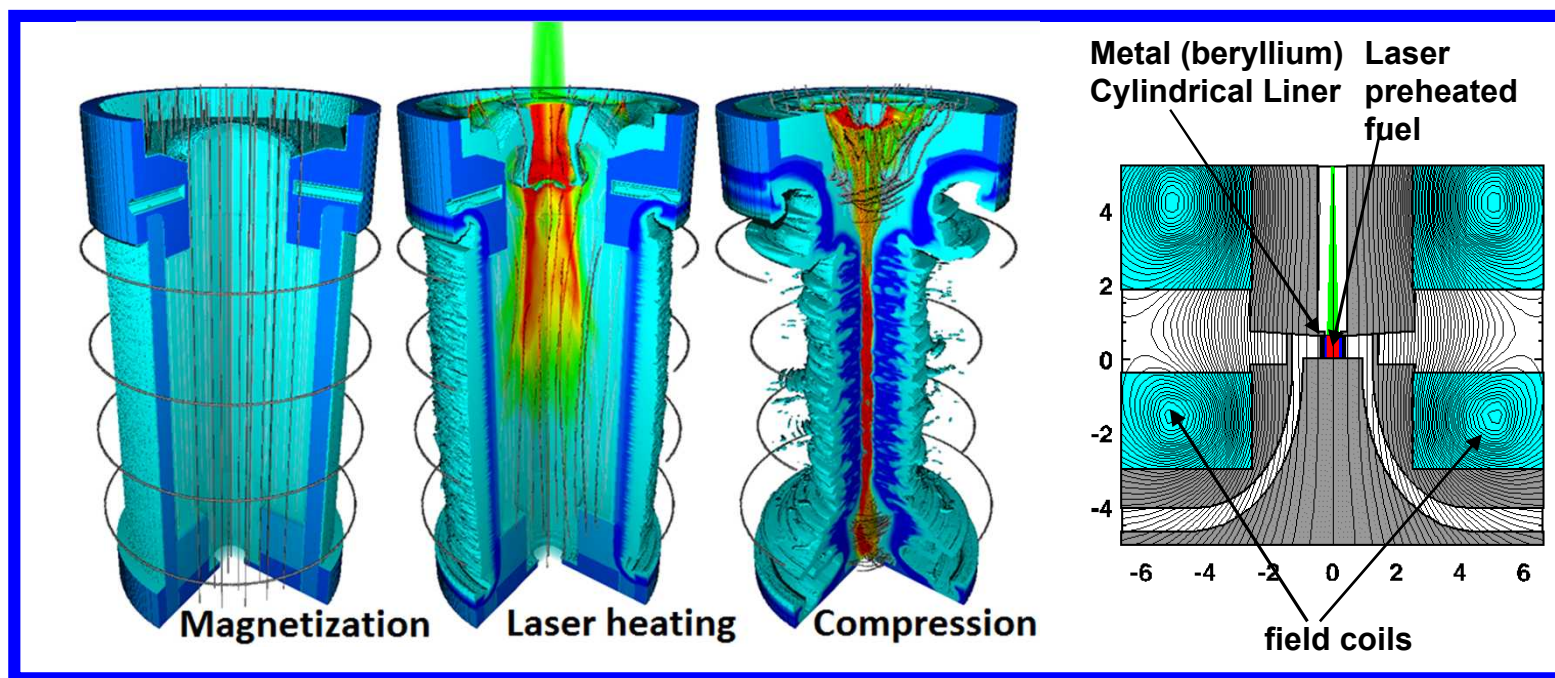 Magnetization
Laser heating
Compression
Metal (beryllium)
Cylindrical Liner
Laser
preheated
fuel
4
2
0
-2
-4
-6
-4
-2
0
2
4
6
field coils